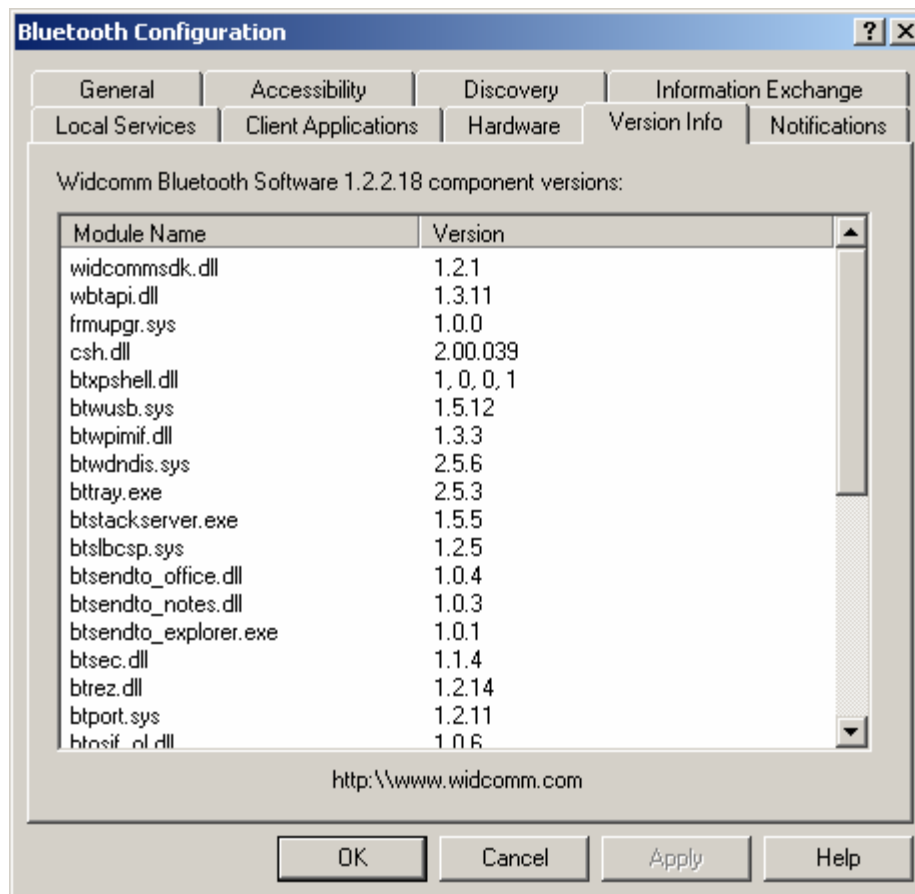 Bluetooth Configuration
General Accessibility Discovery Information Exchange
Local Services Client Applications Hardware Version Info Notifications
Widcomm Bluetooth Software 1.2.2.18 component versions:
Module Name Version
widcommsdk.dll 1.2.1
wbtapi.dll 1.3.11
frmupgr.sys 1.0.0
csh.dll 2.00.039
btxpshell.dll 1, 0, 0, 1
btwusb.sys 1.5.12
btwpimif.dll 1.3.3
btwdndis.sys 2.5.6
bttray.exe 2.5.3
btstackserver.exe 1.5.5
btslbcsp.sys 1.2.5
btsendto_office.dll 1.0.4
btsendto_notes.dll 1.0.3
btsendto_explorer.exe 1.0.1
btsec.dll 1.1.4
btrez.dll 1.2.14
btport.sys 1.2.11
btosif_ol.dll 1.0.6
http:\\www.widcomm.com
OK Cancel Apply Help